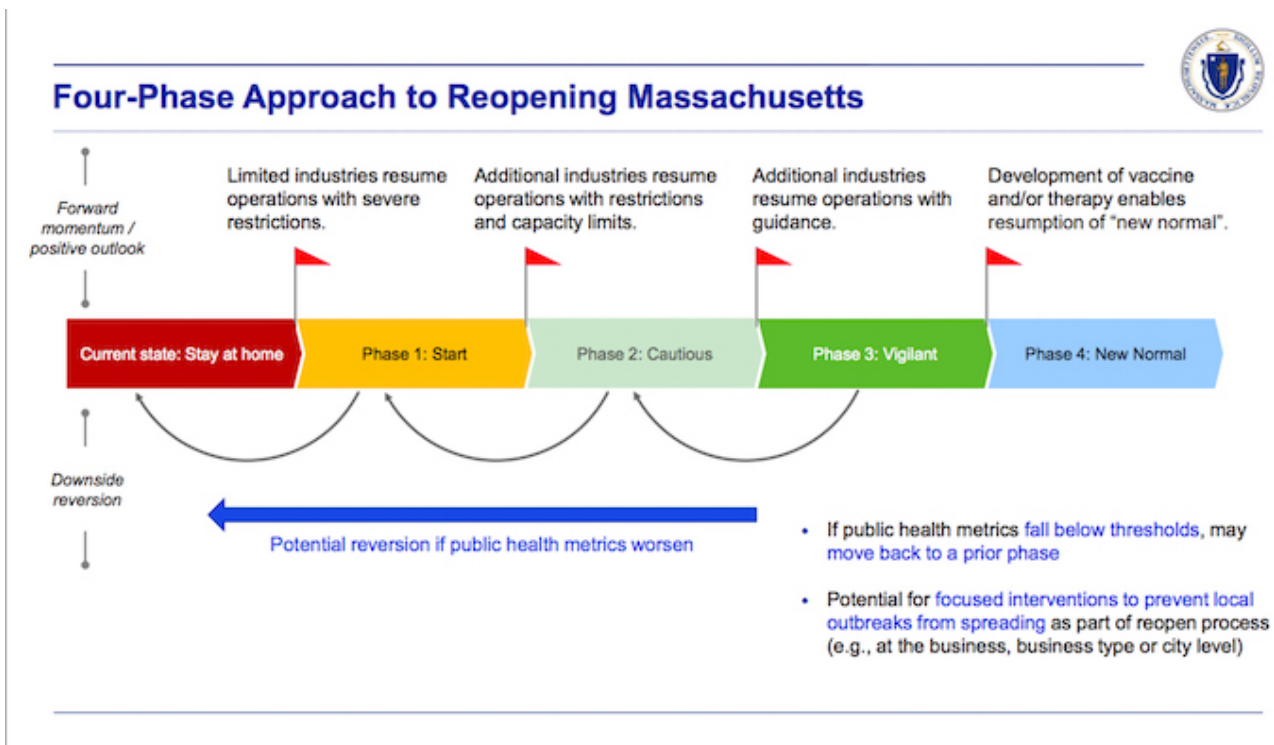 Four-Phase Approach to Reopening Massachusetts
Forward
momentum /
positive outlook
Limited industries resume
operations with severe
restrictions.
Additional industries resume
operations with restrictions
and capacity limits.
Additional industries
resume operations with
guidance.
Development of vaccine
and/or therapy enables
resumption of “new normal”.
Current state: Stay at home
Phase 1: Start
Phase 2: Cautious
Phase 3: Vigilant
Phase 4: New Normal
Downside
reversion
Potential reversion if public health metrics worsen
• If public health metrics fall below thresholds, may
move back to a prior phase
• Potential for focused interventions to prevent local
outbreaks from spreading as part of reopen process
(e.g., at the business, business type or city level)